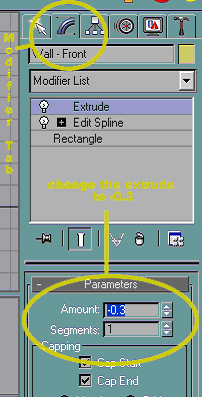 Modifier Tab
Wall - Front
Modifier List
Extrude
Edit Spline
Rectangle
change the extrude
to -0.3
Parameters
Amount: -0.3
Segments: 1
Capping
Cap Start
Cap End